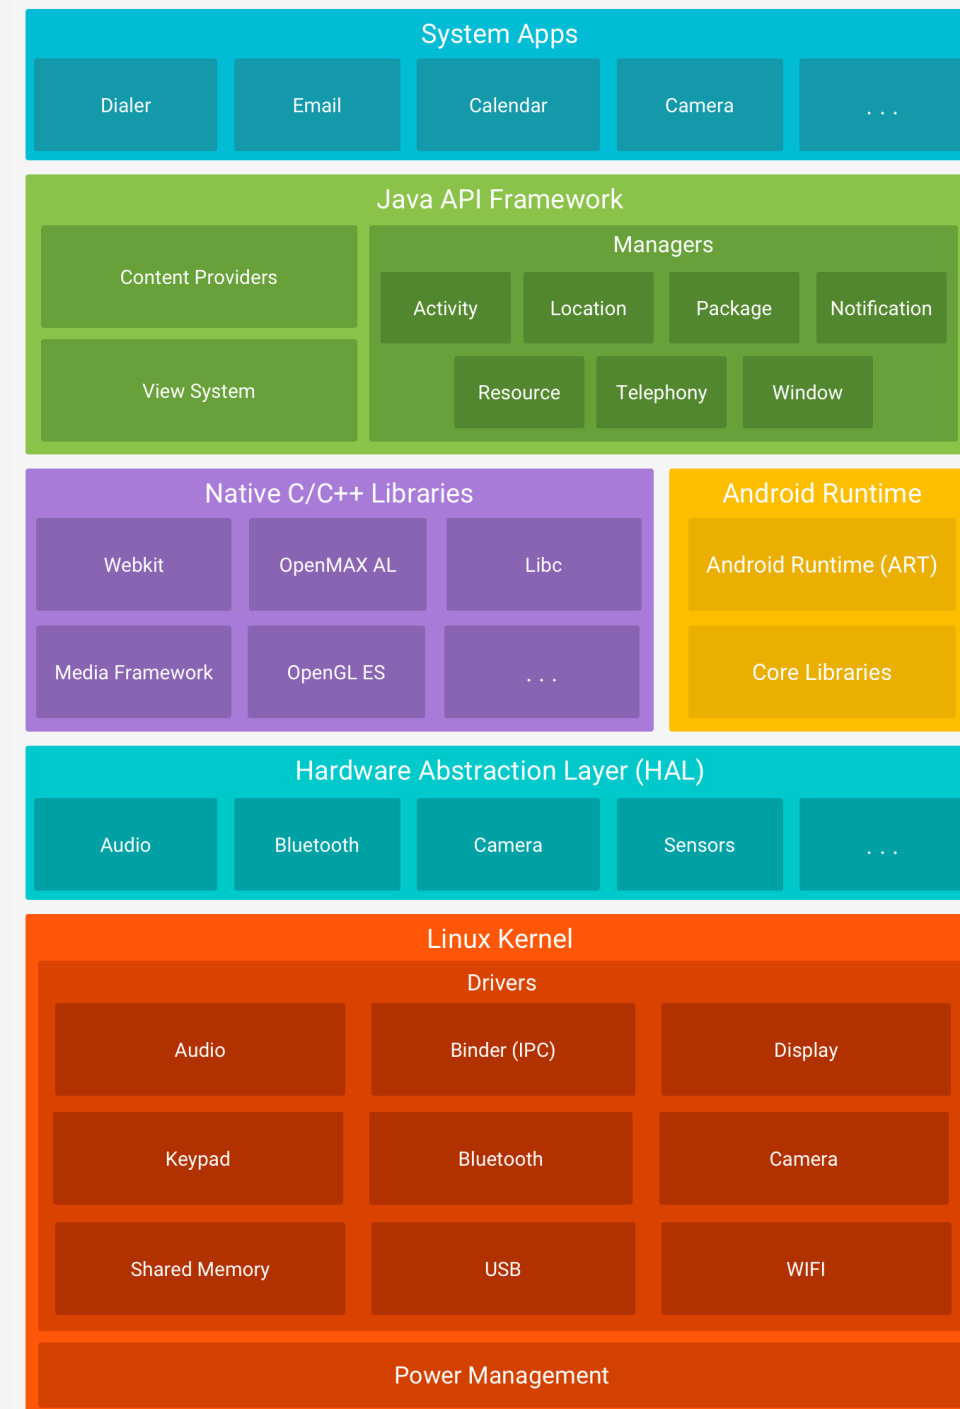 System Apps
Dialer
Email
Calendar
Camera
. . .
Java API Framework
Content Providers
View System
Managers
Activity
Location
Package
Notification
Resource
Telephony
Window
Native C/C++ Libraries
Webkit
OpenMAX AL
Libc
Media Framework
OpenGL ES
. . .
Android Runtime
Android Runtime (ART)
Core Libraries
Hardware Abstraction Layer (HAL)
Audio
Bluetooth
Camera
Sensors
. . .
Linux Kernel
Drivers
Audio
Binder (IPC)
Display
Keypad
Bluetooth
Camera
Shared Memory
USB
WIFI
Power Management